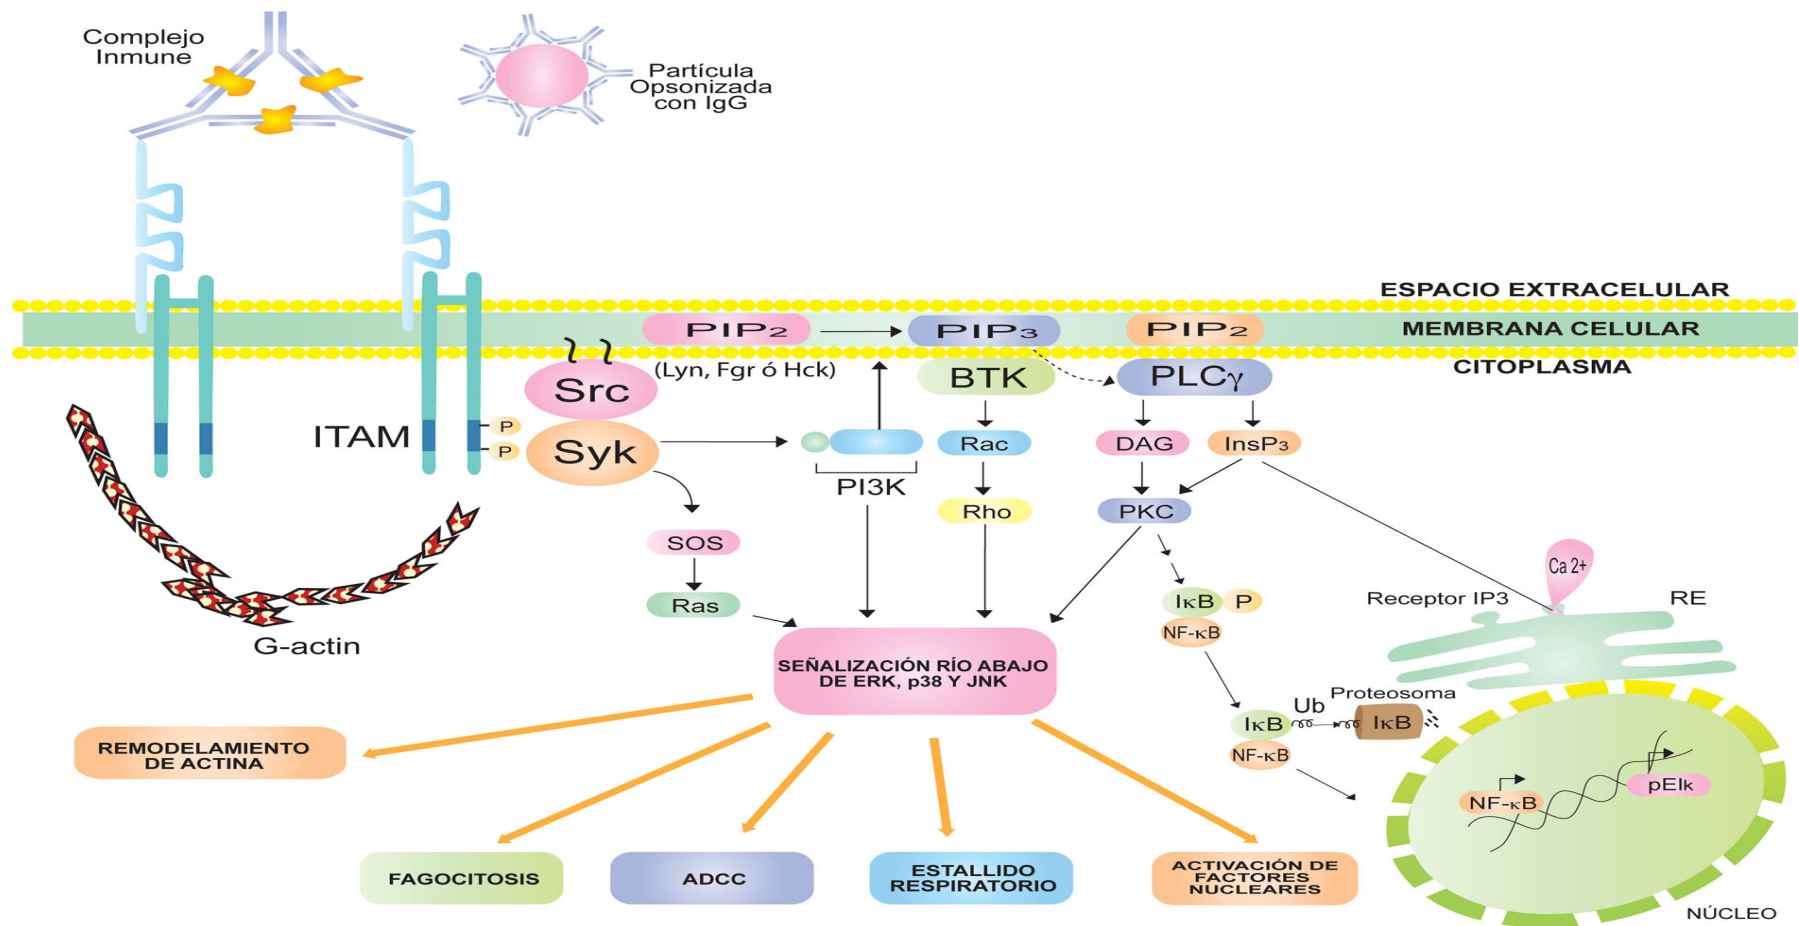 Complejo
Inmune
Partícula
Opsonizada
con IgG
ESPACIO EXTRACELULAR
PIP2
PIP3
PIP2
MEMBRANA CELULAR
CITOPLASMA
(Lyn, Fgr ó Hck)
Src
BTK
PLCγ
ITAM
P
P
Syk
Rac
DAG
InsP3
PI3K
Rho
PKC
SOS
Ras
Ca 2+
Receptor IP3
RE
IκB
P
NF-κB
G-actin
SEÑALIZACIÓN RÍO ABAJO
DE ERK, p38 Y JNK
Ub
Proteosoma
IκB
IκB
NF-κB
REMODELAMIENTO
DE ACTINA
NF-κB
pElk
FAGOCITOSIS
ADCC
ESTALLIDO
RESPIRATORIO
ACTIVACIÓN DE
FACTORES
NUCLEARES
NÚCLEO